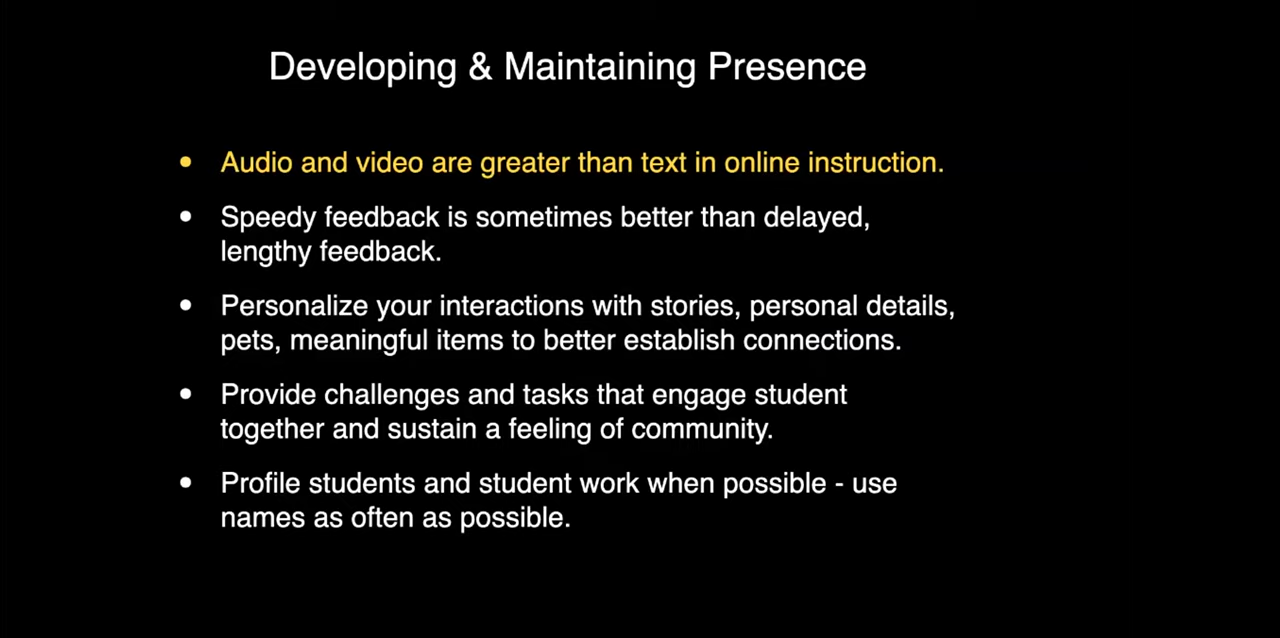 Developing & Maintaining Presence
• Audio and video are greater than text in online instruction.
• Speedy feedback is sometimes better than delayed,
lengthy feedback.
• Personalize your interactions with stories, personal details,
pets, meaningful items to better establish connections.
• Provide challenges and tasks that engage student
together and sustain a feeling of community.
• Profile students and student work when possible - use
names as often as possible.